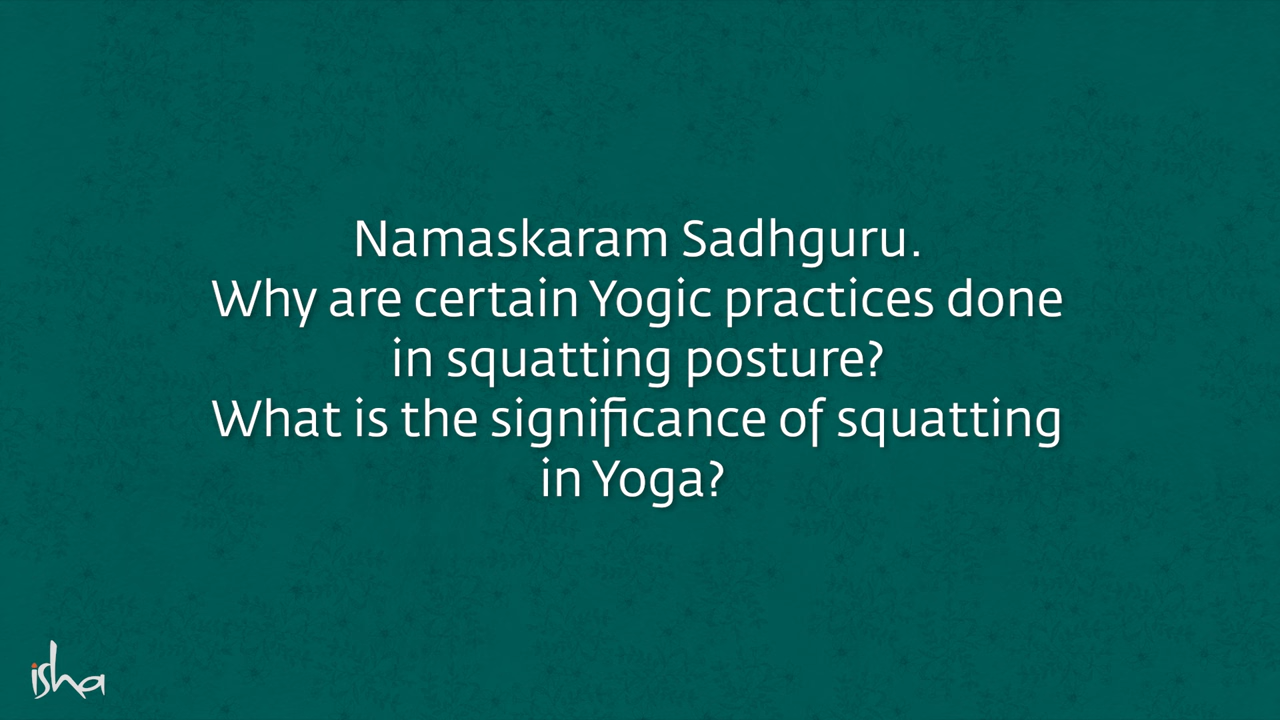 Namaskaram Sadhguru.
Why are certain Yogic practices done
in squatting posture?
What is the significance of squatting
in Yoga?
isha